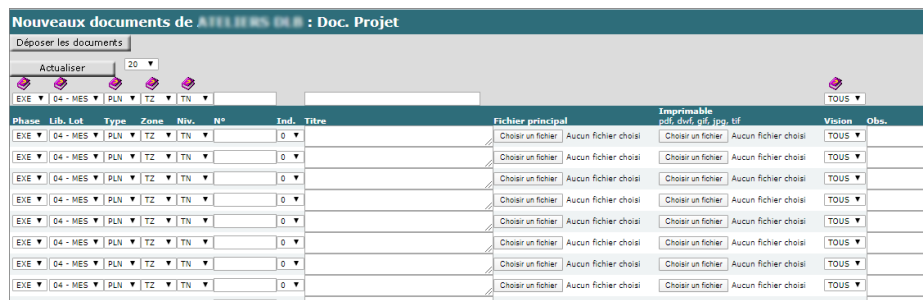 Nouveaux documents de : Doc. Projet
Déposer les documents
Actualiser 20
EXE 04 - MES PLN TZ TN TOUS
Phase Lib. Lot Type Zone Niv. N° Ind. Titre Fichier principal Imprimable pdf, dwf, gif, jpg, tif Vision Obs.
EXE 04 - MES PLN TZ TN 0 Choisir un fichier Aucun fichier choisi Choisir un fichier Aucun fichier choisi TOUS
EXE 04 - MES PLN TZ TN 0 Choisir un fichier Aucun fichier choisi Choisir un fichier Aucun fichier choisi TOUS
EXE 04 - MES PLN TZ TN 0 Choisir un fichier Aucun fichier choisi Choisir un fichier Aucun fichier choisi TOUS
EXE 04 - MES PLN TZ TN 0 Choisir un fichier Aucun fichier choisi Choisir un fichier Aucun fichier choisi TOUS
EXE 04 - MES PLN TZ TN 0 Choisir un fichier Aucun fichier choisi Choisir un fichier Aucun fichier choisi TOUS
EXE 04 - MES PLN TZ TN 0 Choisir un fichier Aucun fichier choisi Choisir un fichier Aucun fichier choisi TOUS
EXE 04 - MES PLN TZ TN 0 Choisir un fichier Aucun fichier choisi Choisir un fichier Aucun fichier choisi TOUS
EXE 04 - MES PLN TZ TN 0 Choisir un fichier Aucun fichier choisi Choisir un fichier Aucun fichier choisi TOUS